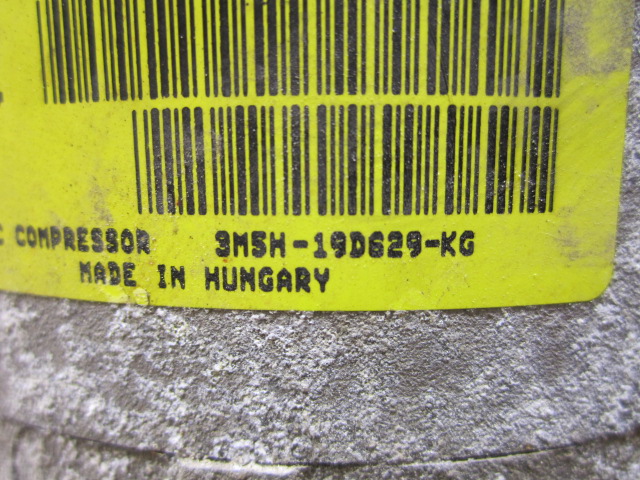 C COMPRESSOR 3M5H-19D629-KG
MADE IN HUNGARY